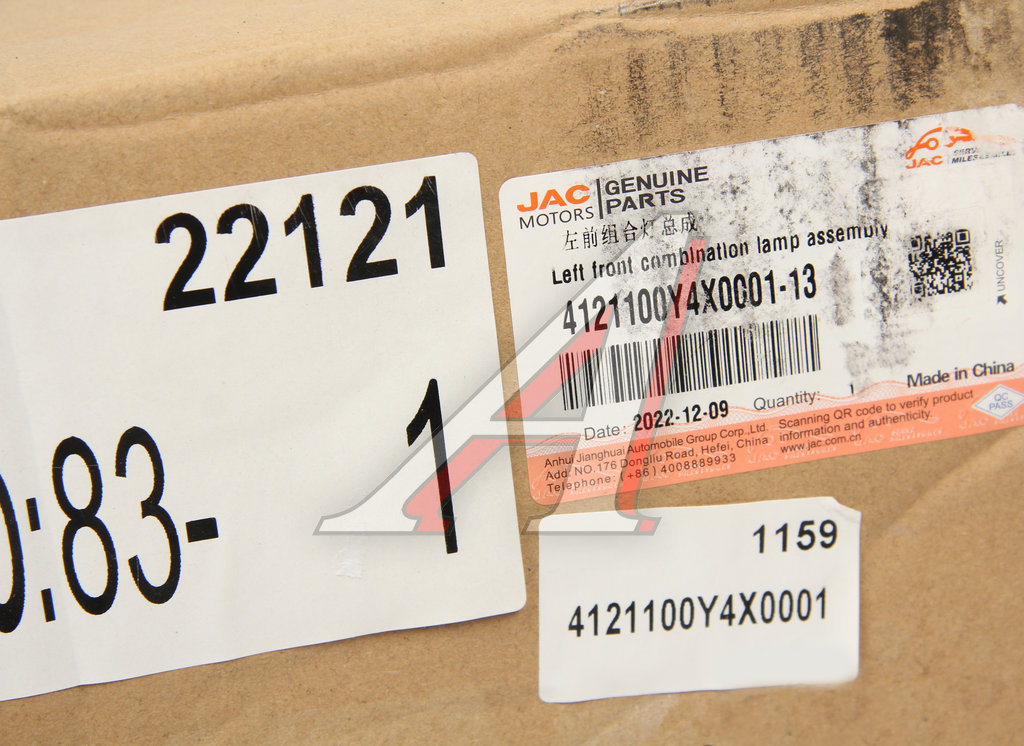 22121
0:83-
1
JAC MOTORS GENUINE PARTS
JAC
左前组合灯总成
Left front combination lamp assembly
4121100Y4X0001-13
UNCOVER
Date: 2022-12-09 Quantity: 1
Made in China
Anhui Jianghuai Automobile Group Corp.,Ltd.
Add: NO.176 Dongliu Road, Hefei, China
Telephone: (+86) 4008889933
Scanning QR code to verify product
information and authenticity.
www.jac.com.cn
QC
PASS
1159
4121100Y4X0001